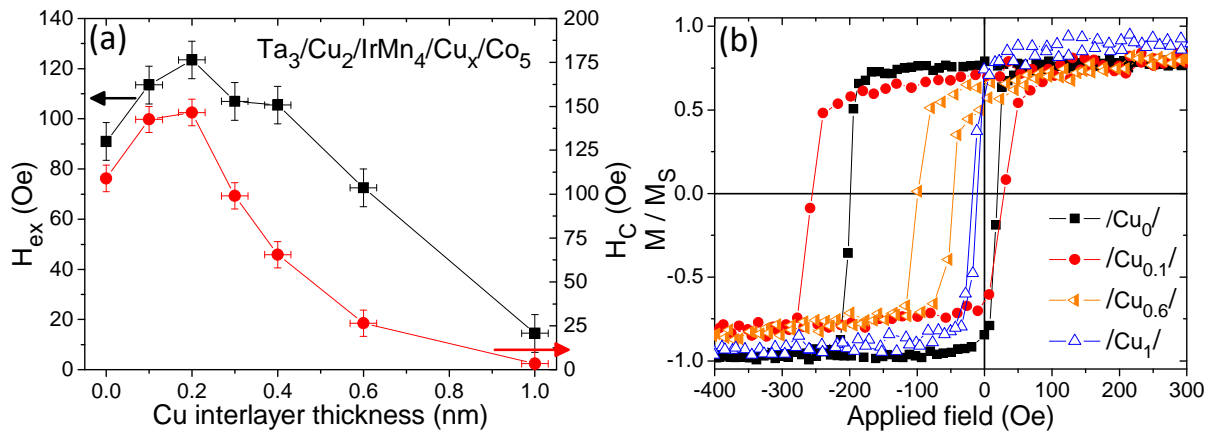 (a)
Ta3/Cu2/IrMn4/Cux/Co5
140
120
100
80
60
40
20
0
Hex (Oe)
200
175
150
125
100
75
50
25
0
HC (Oe)
0.0 0.2 0.4 0.6 0.8 1.0
Cu interlayer thickness (nm)
(b)
1.0
0.5
0.0
-0.5
-1.0
M / MS
/Cu0/
/Cu0.1/
/Cu0.6/
/Cu1/
-400 -300 -200 -100 0 100 200 300
Applied field (Oe)